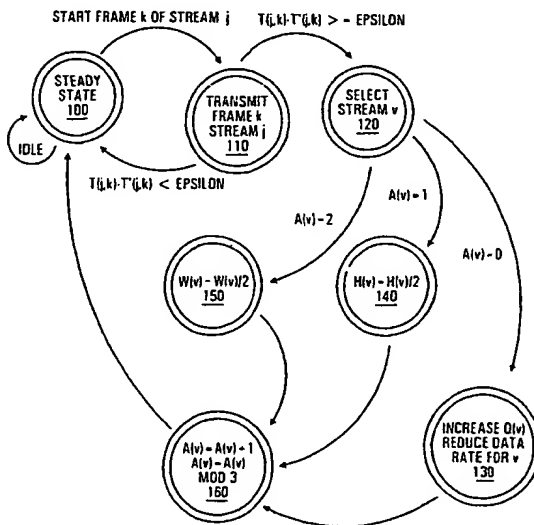 START FRAME k OF STREAM j
T(j,k)-T'(j,k) > - EPSILON
STEADY
STATE
100
TRANSMIT
FRAME k
STREAM j
110
SELECT
STREAM v
120
IDLE
T(j,k)-T'(j,k) < EPSILON
A(v)-2
A(v)-1
A(v)-0
W(v) - W(v)/2
150
H(v) - H(v)/2
140
A(v) - A(v) + 1
A(v) - A(v)
MOD 3
160
INCREASE Q(v)
REDUCE DATA
RATE FOR v
130